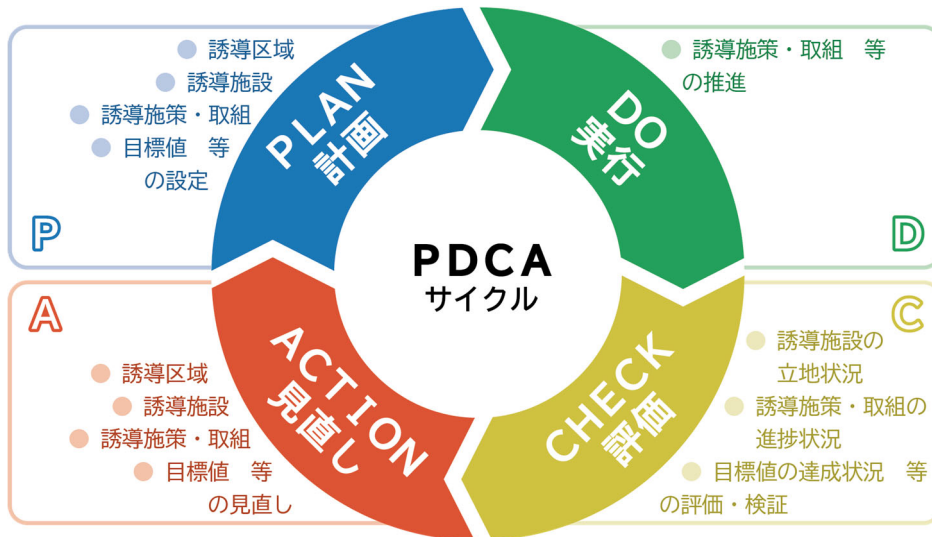 ● 誘導区域
● 誘導施設
● 誘導施策・取組
● 目標値　等
の設定
P
PLAN
計画
● 誘導施策・取組　等
の推進
D
DO
実行
PDCA
サイクル
A
● 誘導区域
● 誘導施設
● 誘導施策・取組
● 目標値　等
の見直し
ACTION
見直し
C
● 誘導施設の
立地状況
● 誘導施策・取組の
進捗状況
● 目標値の達成状況　等
の評価・検証
CHECK
評価